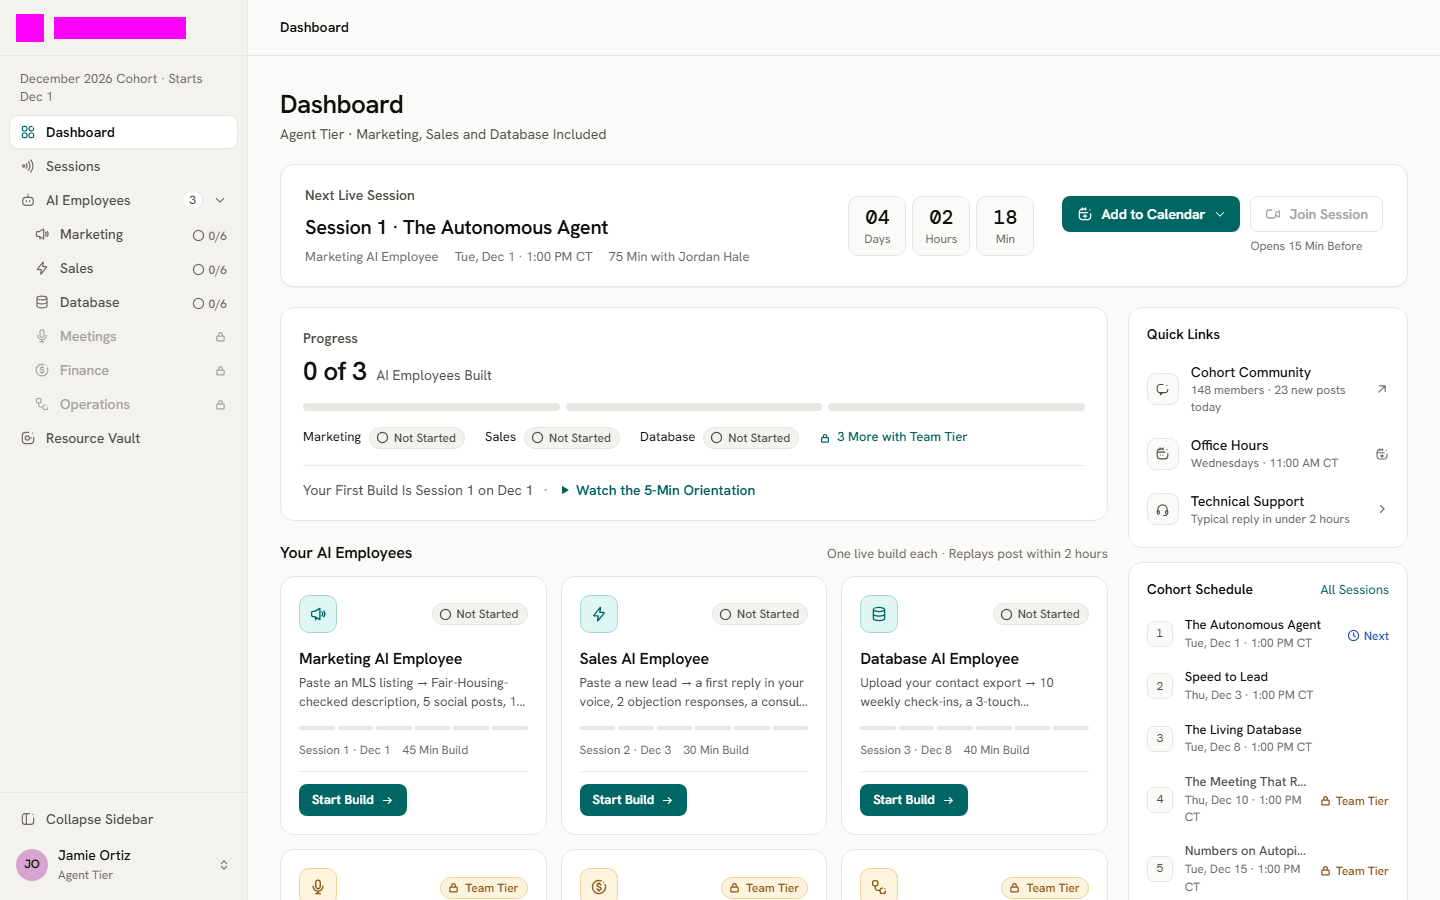 December 2026 Cohort · Starts
Dec 1
Dashboard
Sessions
AI Employees 3
Marketing 0/6
Sales 0/6
Database 0/6
Meetings
Finance
Operations
Resource Vault
Collapse Sidebar
JO
Jamie Ortiz
Agent Tier
Dashboard
Dashboard
Agent Tier · Marketing, Sales and Database Included
Next Live Session
Session 1 · The Autonomous Agent
Marketing AI Employee Tue, Dec 1 · 1:00 PM CT 75 Min with Jordan Hale
04 02 18
Days Hours Min
Add to Calendar
Join Session
Opens 15 Min Before
Progress
0 of 3 AI Employees Built
Marketing Not Started Sales Not Started Database Not Started 3 More with Team Tier
Your First Build Is Session 1 on Dec 1 · Watch the 5-Min Orientation
Your AI Employees
One live build each · Replays post within 2 hours
Not Started
Marketing AI Employee
Paste an MLS listing → Fair-Housing-
checked description, 5 social posts, 1...
Session 1 · Dec 1 45 Min Build
Start Build →
Not Started
Sales AI Employee
Paste a new lead → a first reply in your
voice, 2 objection responses, a consul...
Session 2 · Dec 3 30 Min Build
Start Build →
Not Started
Database AI Employee
Upload your contact export → 10
weekly check-ins, a 3-touch...
Session 3 · Dec 8 40 Min Build
Start Build →
Team Tier
Team Tier
Team Tier
Quick Links
Cohort Community
148 members · 23 new posts
today
Office Hours
Wednesdays · 11:00 AM CT
Technical Support
Typical reply in under 2 hours
Cohort Schedule All Sessions
1 The Autonomous Agent
Tue, Dec 1 · 1:00 PM CT
Next
2 Speed to Lead
Thu, Dec 3 · 1:00 PM CT
3 The Living Database
Tue, Dec 8 · 1:00 PM CT
4 The Meeting That R...
Thu, Dec 10 · 1:00 PM
CT
Team Tier
5 Numbers on Autopi...
Tue, Dec 15 · 1:00 PM
CT
Team Tier